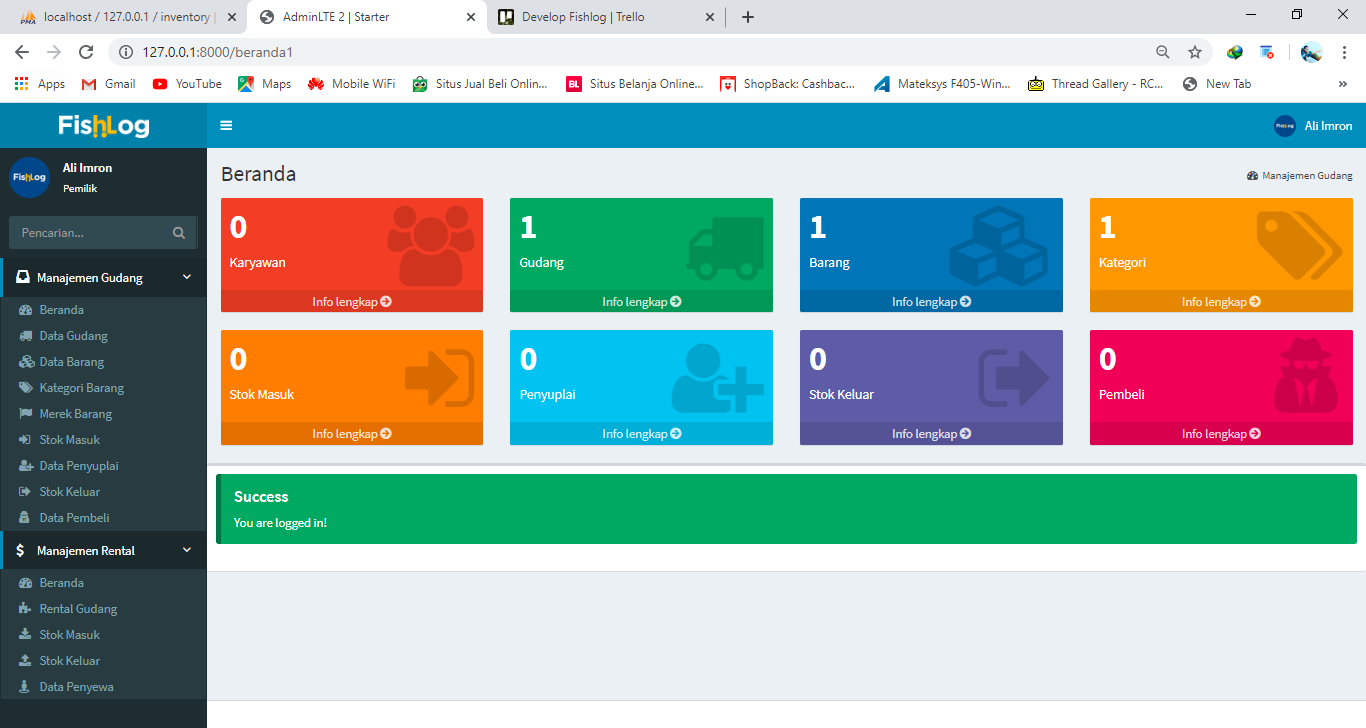 localhost / 127.0.0.1 / inventory |
AdminLTE 2 | Starter
Develop Fishlog | Trello
127.0.0.1:8000/beranda1
Apps
Gmail
YouTube
Maps
Mobile WiFi
Situs Jual Beli Onlin...
BL
Situs Belanja Online...
ShopBack: Cashbac...
Mateksys F405-Win...
Thread Gallery - RC...
New Tab
FishLog
Ali Imron
FishLog
Ali Imron
Pemilik
Pencarian...
Manajemen Gudang
Beranda
Data Gudang
Data Barang
Kategori Barang
Merek Barang
Stok Masuk
Data Penyuplai
Stok Keluar
Data Pembeli
Manajemen Rental
Beranda
Rental Gudang
Stok Masuk
Stok Keluar
Data Penyewa
Beranda
Manajemen Gudang
0
Karyawan
Info lengkap
1
Gudang
Info lengkap
1
Barang
Info lengkap
1
Kategori
Info lengkap
0
Stok Masuk
Info lengkap
0
Penyuplai
Info lengkap
0
Stok Keluar
Info lengkap
0
Pembeli
Info lengkap
Success
You are logged in!